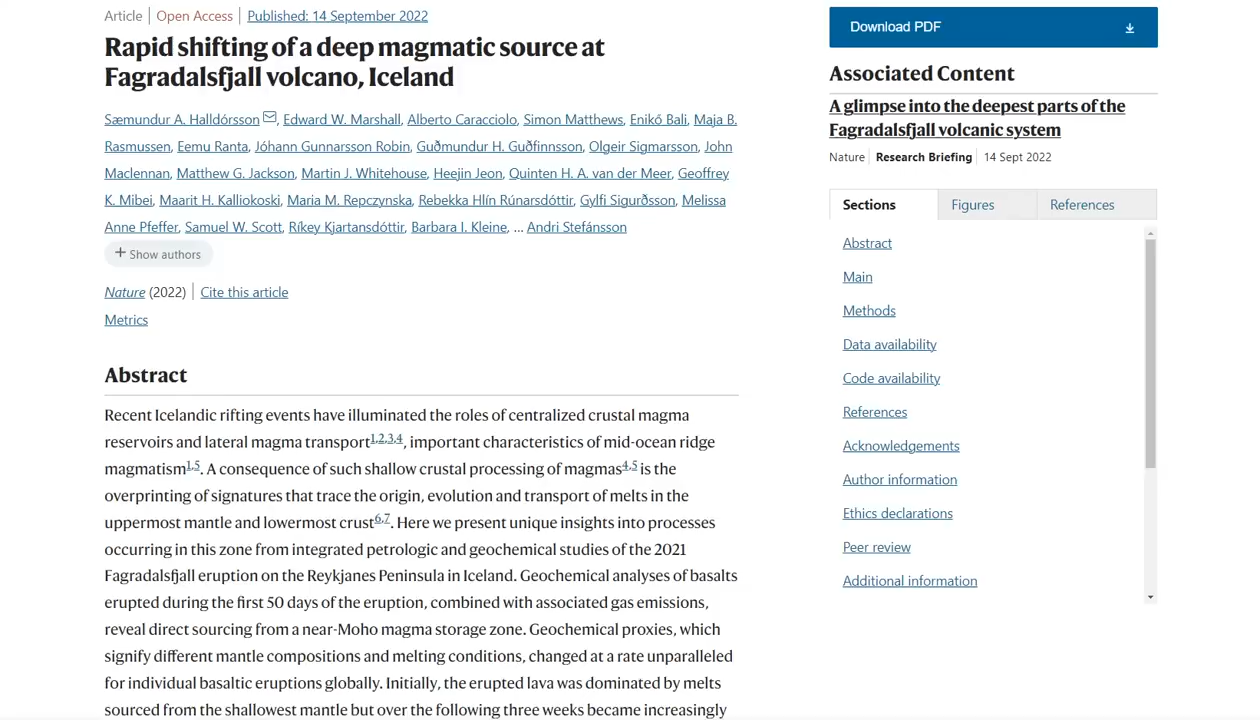 Article | Open Access | Published: 14 September 2022
Rapid shifting of a deep magmatic source at
Fagradalsfjall volcano, Iceland
Sæmundur A. Halldórsson, Edward W. Marshall, Alberto Caracciolo, Simon Matthews, Enikő Bali, Maja B.
Rasmussen, Eemu Ranta, Jóhann Gunnarsson Robin, Guðmundur H. Guðfinnsson, Olgeir Sigmarsson, John
Maclennan, Matthew G. Jackson, Martin J. Whitehouse, Heejin Jeon, Quinten H. A. van der Meer, Geoffrey
K. Mibei, Maarit H. Kalliokoski, Maria M. Repczynska, Rebekka Hlín Rúnarsdóttir, Gylfi Sigurðsson, Melissa
Anne Pfeffer, Samuel W. Scott, Ríkey Kjartansdóttir, Barbara I. Kleine, ... Andri Stefánsson
+ Show authors
Nature (2022) | Cite this article
Metrics
Abstract
Recent Icelandic rifting events have illuminated the roles of centralized crustal magma
reservoirs and lateral magma transport1,2,3,4, important characteristics of mid-ocean ridge
magmatism1,5. A consequence of such shallow crustal processing of magmas4,5 is the
overprinting of signatures that trace the origin, evolution and transport of melts in the
uppermost mantle and lowermost crust6,7. Here we present unique insights into processes
occurring in this zone from integrated petrologic and geochemical studies of the 2021
Fagradalsfjall eruption on the Reykjanes Peninsula in Iceland. Geochemical analyses of basalts
erupted during the first 50 days of the eruption, combined with associated gas emissions,
reveal direct sourcing from a near-Moho magma storage zone. Geochemical proxies, which
signify different mantle compositions and melting conditions, changed at a rate unparalleled
for individual basaltic eruptions globally. Initially, the erupted lava was dominated by melts
sourced from the shallowest mantle but over the following three weeks became increasingly
Download PDF
Associated Content
A glimpse into the deepest parts of the
Fagradalsfjall volcanic system
Nature | Research Briefing | 14 Sept 2022
Sections Figures References
Abstract
Main
Methods
Data availability
Code availability
References
Acknowledgements
Author information
Ethics declarations
Peer review
Additional information